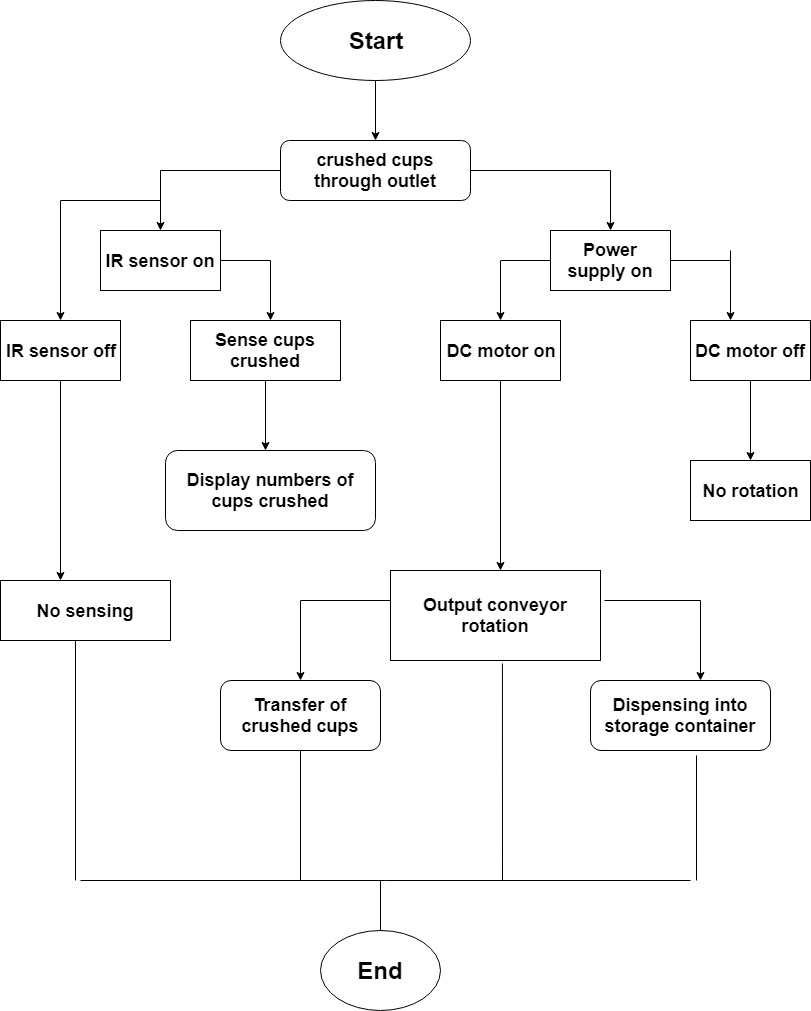 Start
crushed cups
through outlet
IR sensor on
Power
supply on
IR sensor off
Sense cups
crushed
DC motor on
DC motor off
Display numbers of
cups crushed
No rotation
No sensing
Output conveyor
rotation
Transfer of
crushed cups
Dispensing into
storage container
End